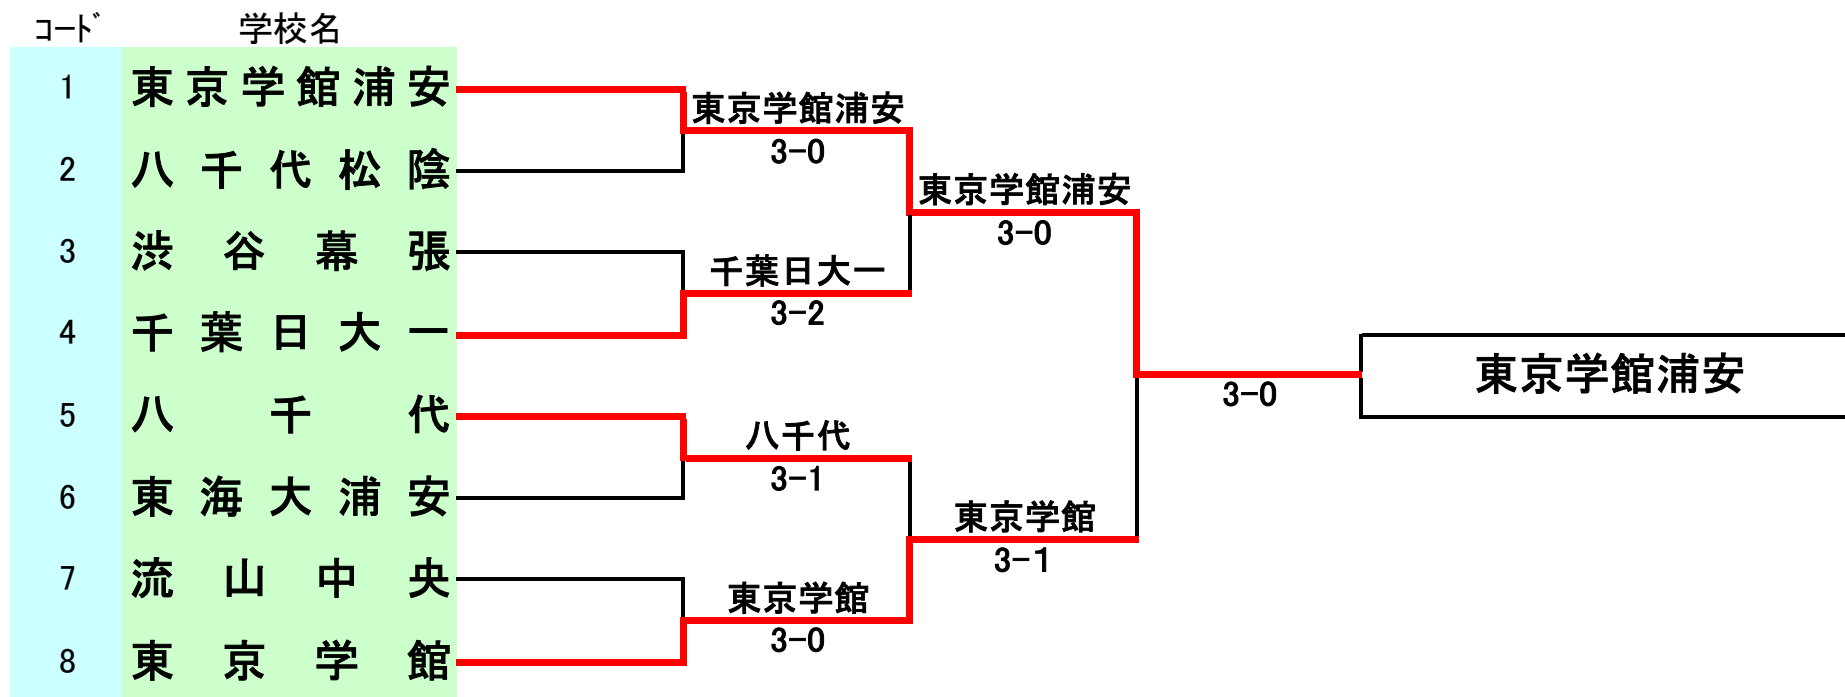 ｺｰﾄﾞ 学校名
1 東京学館浦安
2 八千代松陰
3 渋谷幕張
4 千葉日大一
5 八千代
6 東海大浦安
7 流山中央
8 東京学館
東京学館浦安
3-0
千葉日大一
3-2
八千代
3-1
東京学館
3-0
東京学館浦安
3-0
東京学館
3-1
3-0
東京学館浦安